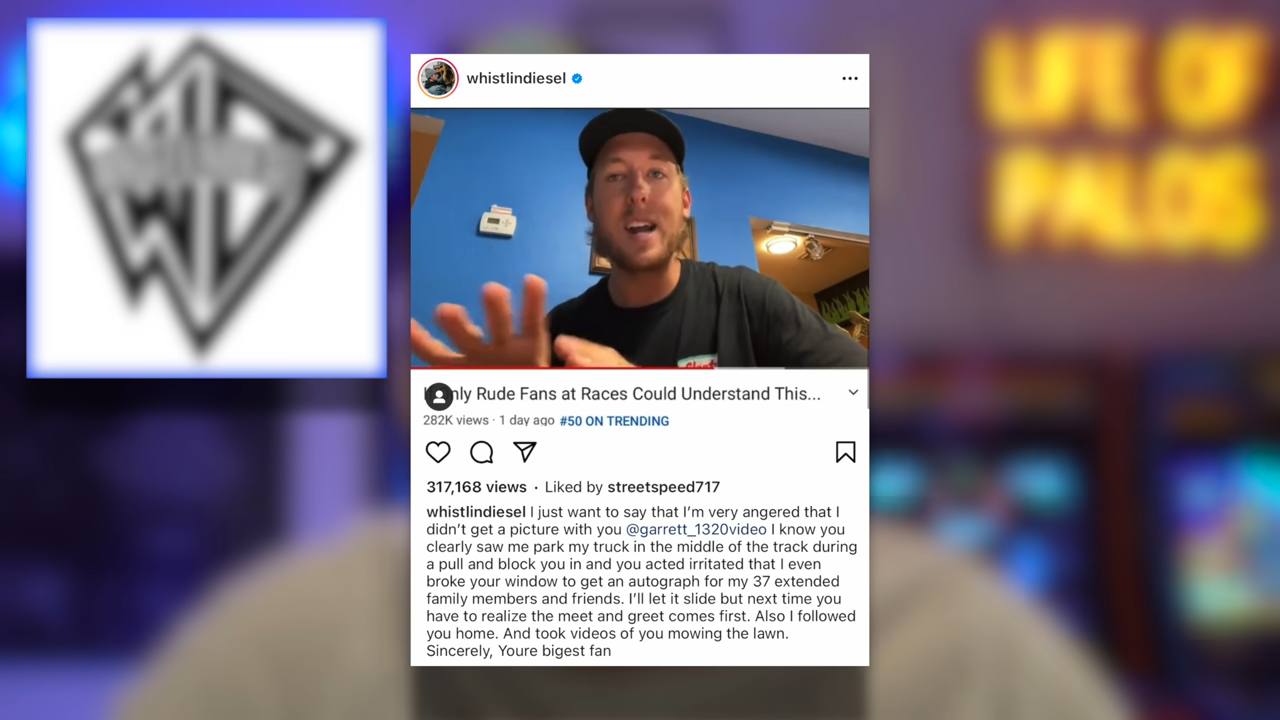 LIFE OF
PALOS
whistlindiesel
nly Rude Fans at Races Could Understand This...
282K views · 1 day ago #50 ON TRENDING
317,168 views · Liked by streetspeed717
whistlindiesel I just want to say that I'm very angered that I
didn't get a picture with you @garrett_1320video I know you
clearly saw me park my truck in the middle of the track during
a pull and block you in and you acted irritated that I even
broke your window to get an autograph for my 37 extended
family members and friends. I'll let it slide but next time you
have to realize the meet and greet comes first. Also I followed
you home. And took videos of you mowing the lawn.
Sincerely, Youre bigest fan